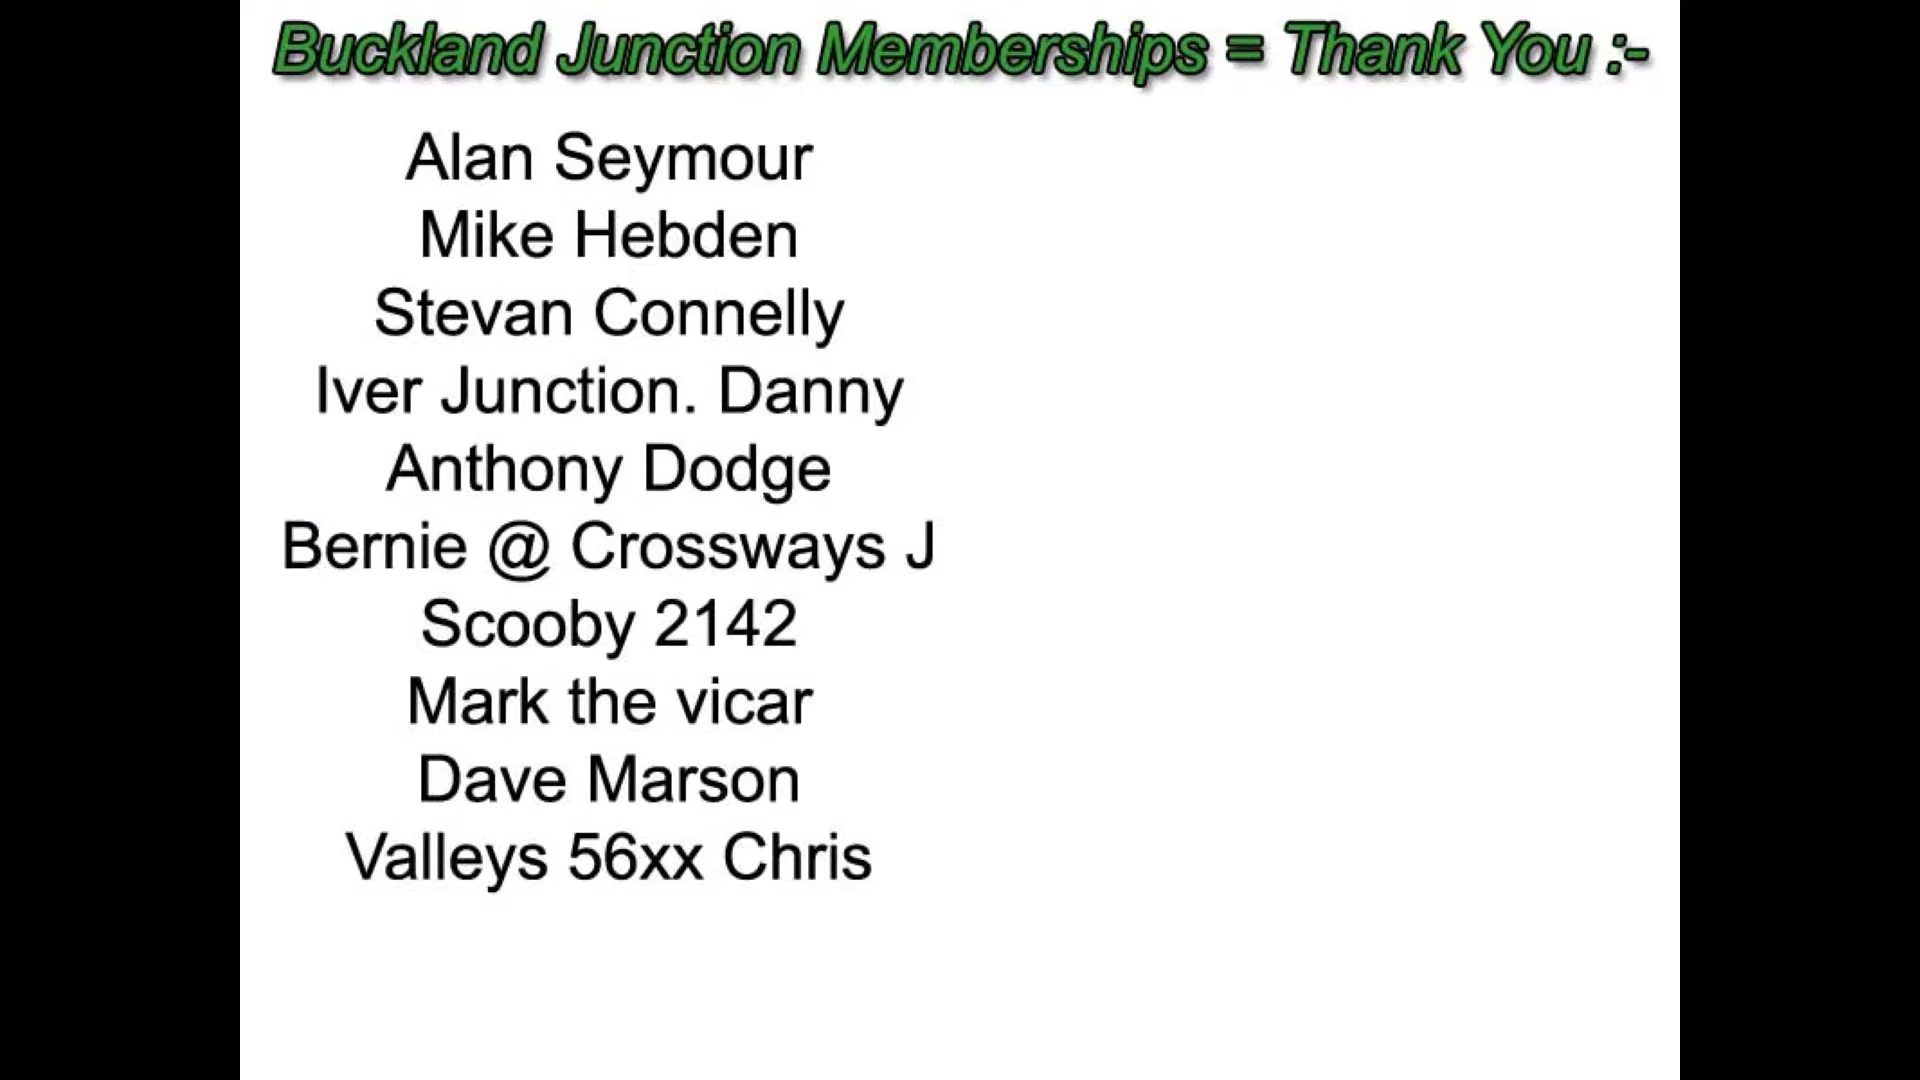 Buckland Junction Memberships = Thank You :-
Alan Seymour
Mike Hebden
Stevan Connelly
Iver Junction. Danny
Anthony Dodge
Bernie @ Crossways J
Scooby 2142
Mark the vicar
Dave Marson
Valleys 56xx Chris